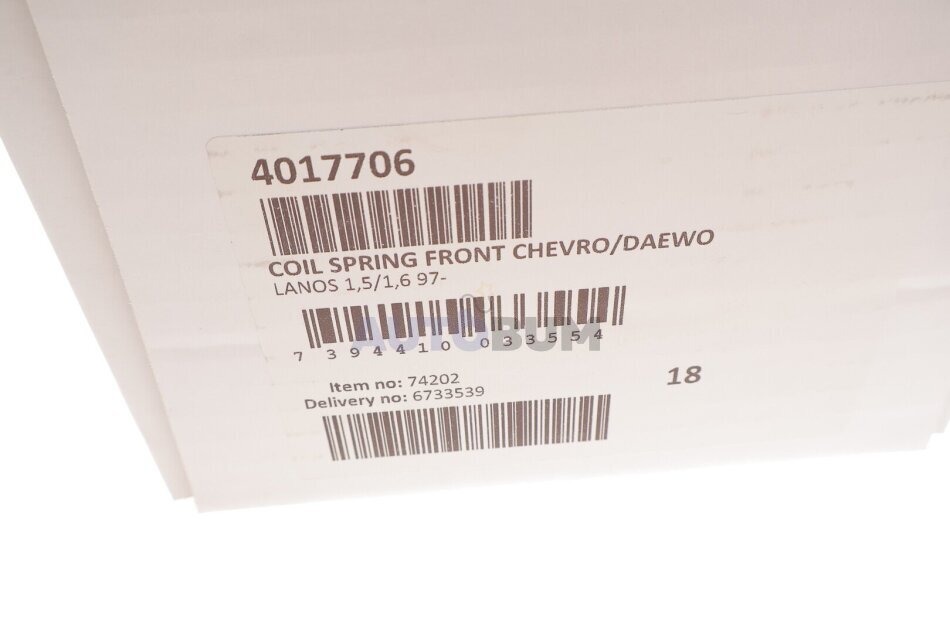 4017706
COIL SPRING FRONT CHEVRO/DAEWO
LANOS 1,5/1,6 97-
7 394410 033554
AUTOBUM
Item no: 74202
18
Delivery no: 6733539